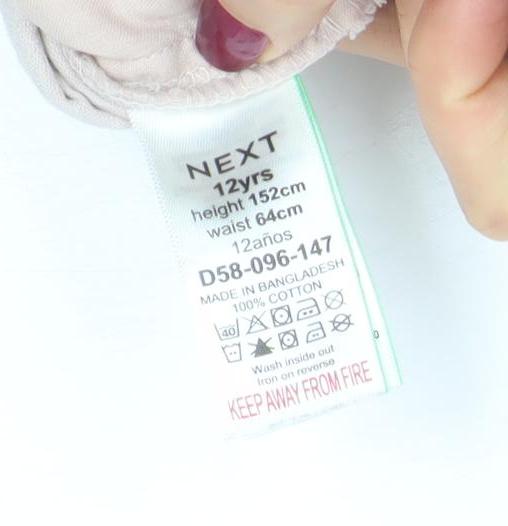 NEXT
12yrs
height 152cm
waist 64cm
12años
D58-096-147
MADE IN BANGLADESH
100% COTTON
40
Wash inside out
Iron on reverse
KEEP AWAY FROM FIRE
0